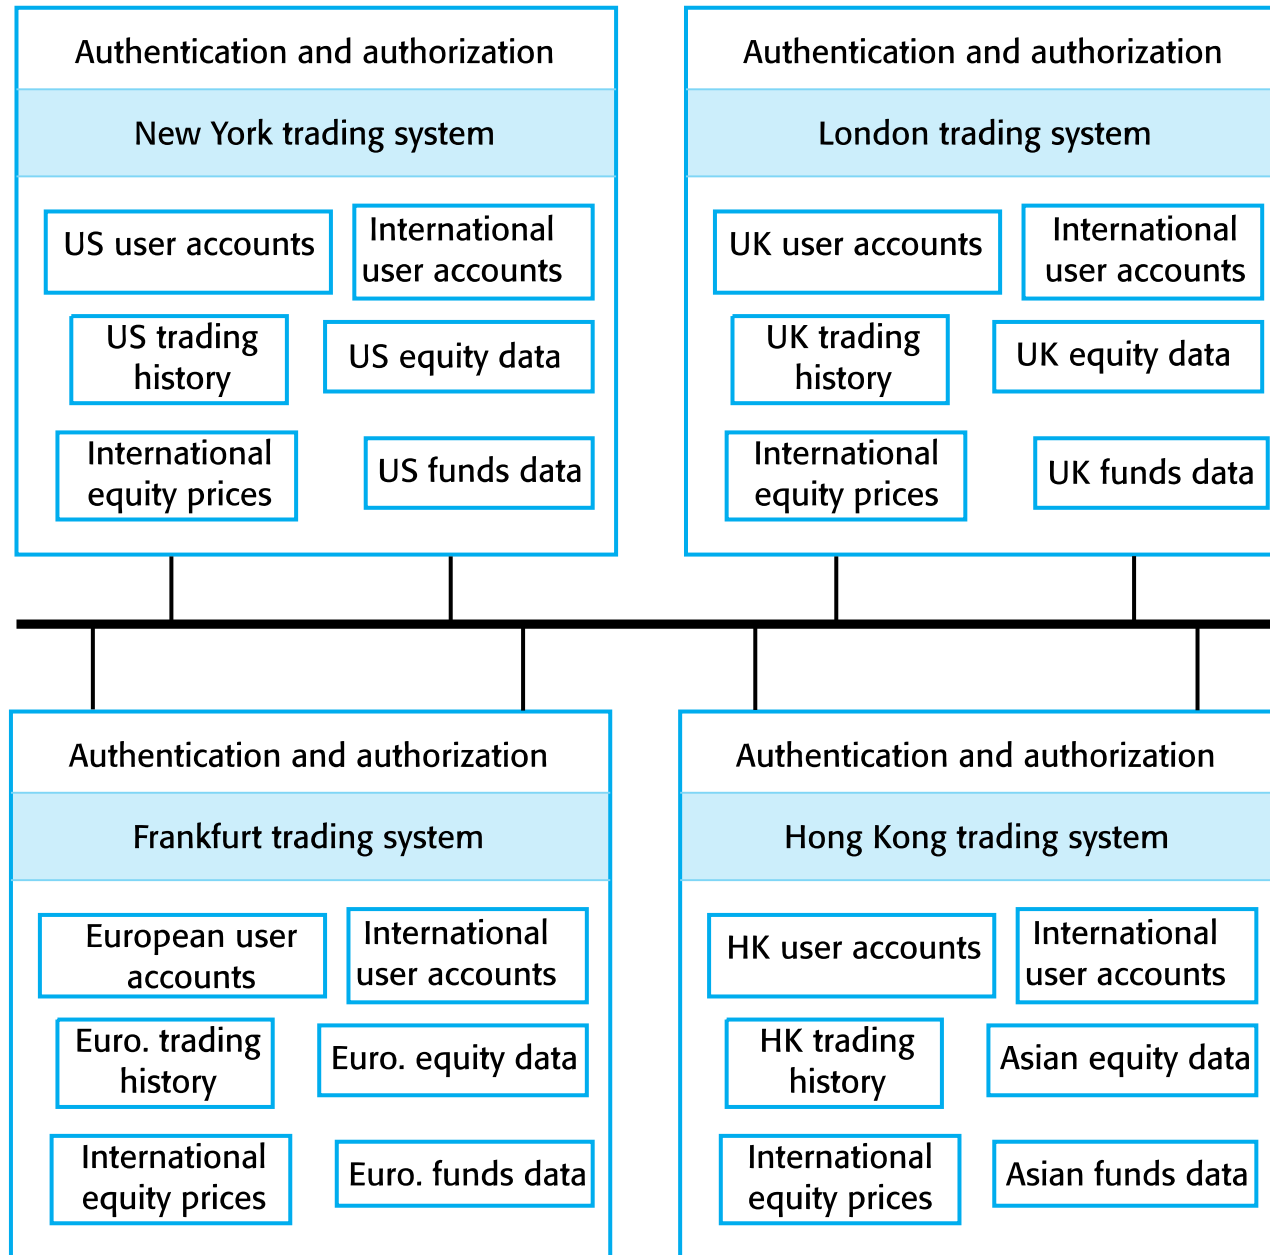 Authentication and authorization
New York trading system
US user accounts
International
user accounts
US trading
history
US equity data
International
equity prices
US funds data
Authentication and authorization
London trading system
UK user accounts
International
user accounts
UK trading
history
UK equity data
International
equity prices
UK funds data
Authentication and authorization
Frankfurt trading system
European user
accounts
International
user accounts
Euro. trading
history
Euro. equity data
International
equity prices
Euro. funds data
Authentication and authorization
Hong Kong trading system
HK user accounts
International
user accounts
HK trading
history
Asian equity data
International
equity prices
Asian funds data